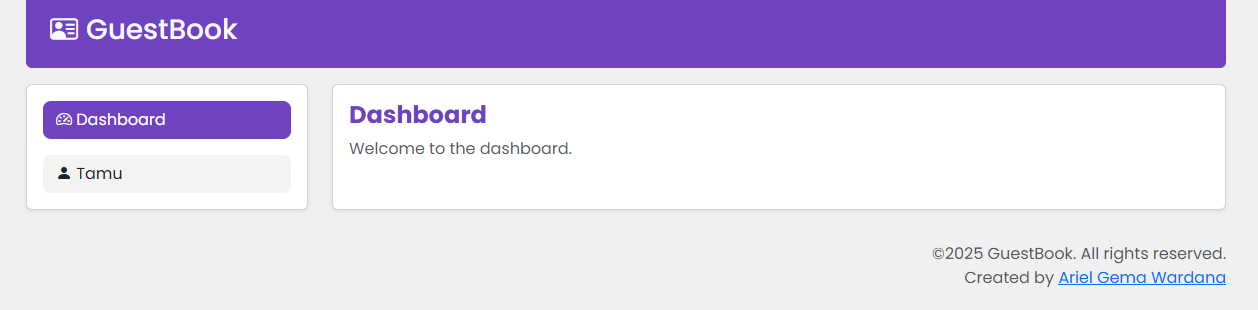 GuestBook
Dashboard
Tamu
Dashboard
Welcome to the dashboard.
©2025 GuestBook. All rights reserved.
Created by Ariel Gema Wardana